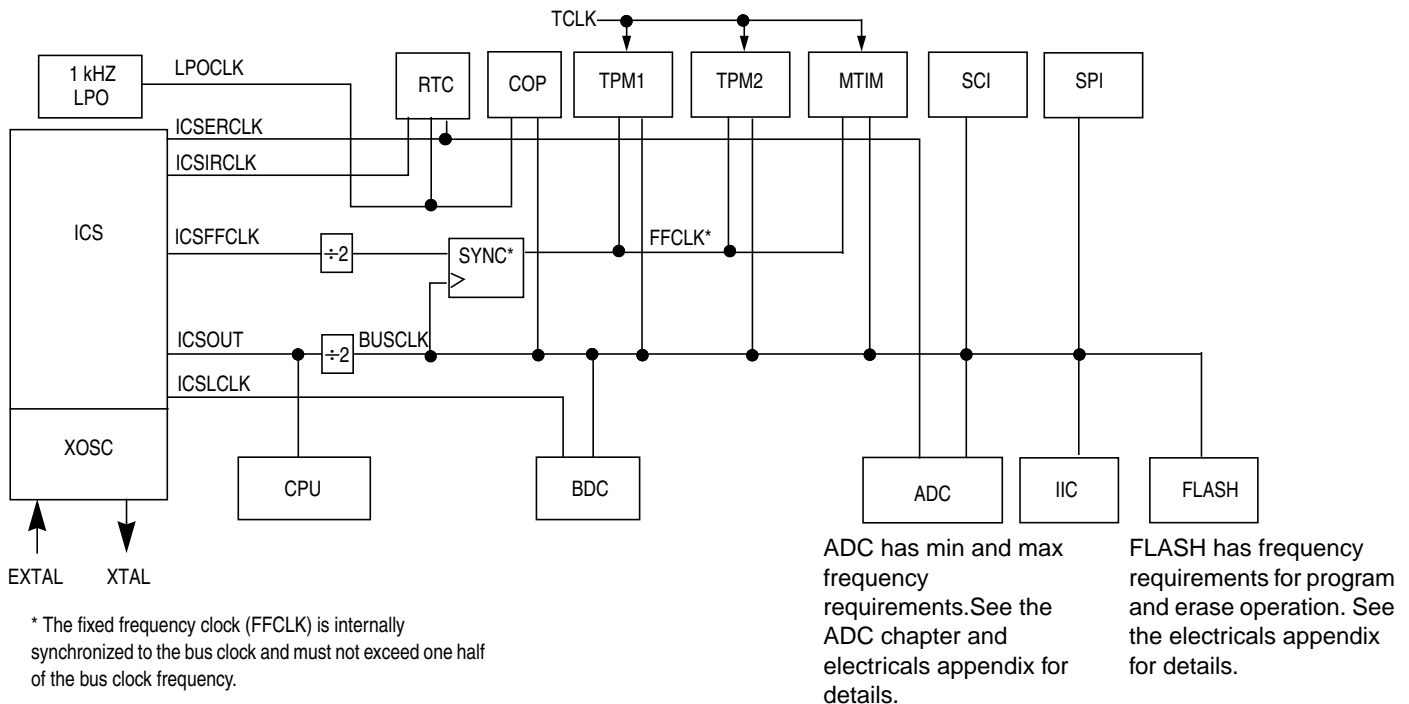 TCLK
1 kHZ
LPO
LPOCLK
RTC
COP
TPM1
TPM2
MTIM
SCI
SPI
ICSERCLK
ICSIRCLK
ICS
ICSFFCLK
÷2
SYNC*
FFCLK*
ICSOUT
÷2
BUSCLK
ICSLCLK
XOSC
CPU
BDC
ADC
IIC
FLASH
EXTAL
XTAL
* The fixed frequency clock (FFCLK) is internally
synchronized to the bus clock and must not exceed one half
of the bus clock frequency.
ADC has min and max
frequency
requirements.See the
ADC chapter and
electricals appendix for
details.
FLASH has frequency
requirements for program
and erase operation. See
the electricals appendix
for details.